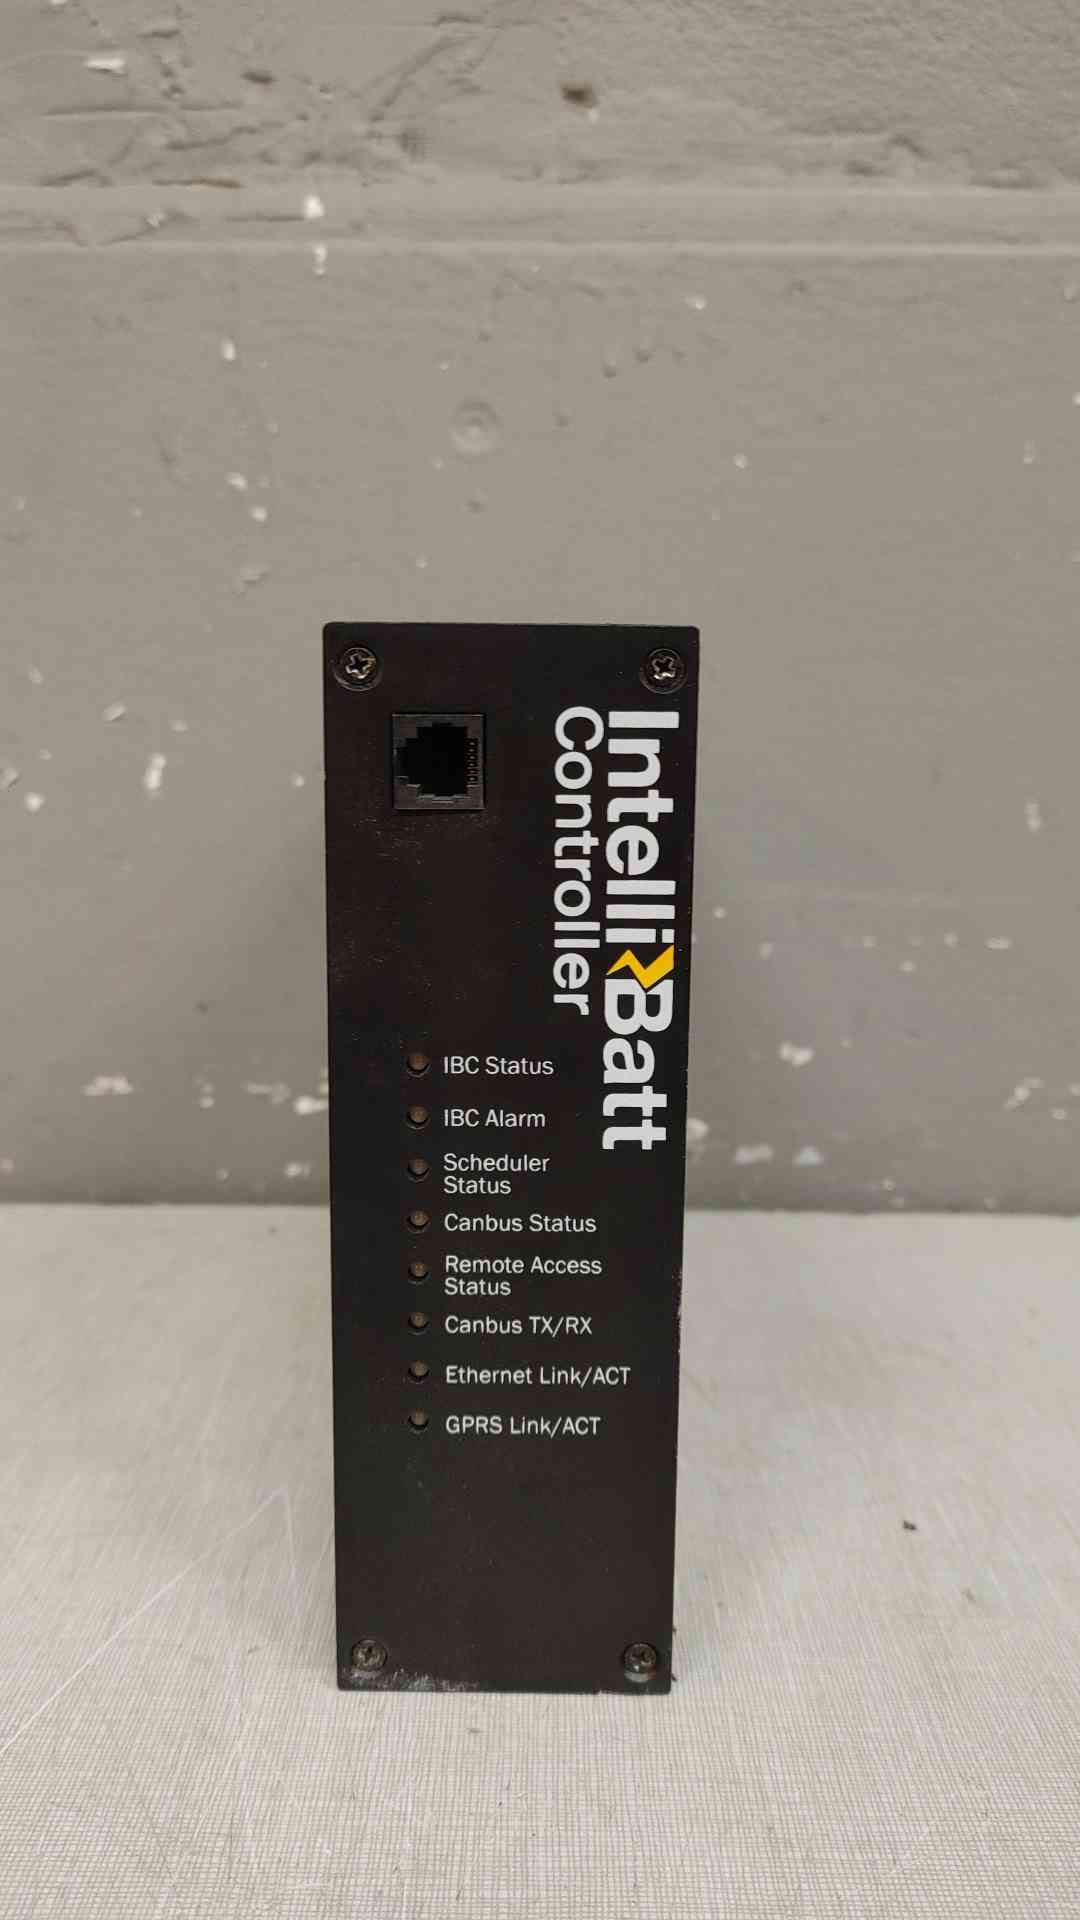 IntelliBatt
Controller
IBC Status
IBC Alarm
Scheduler
Status
Canbus Status
Remote Access
Status
Canbus TX/RX
Ethernet Link/ACT
GPRS Link/ACT